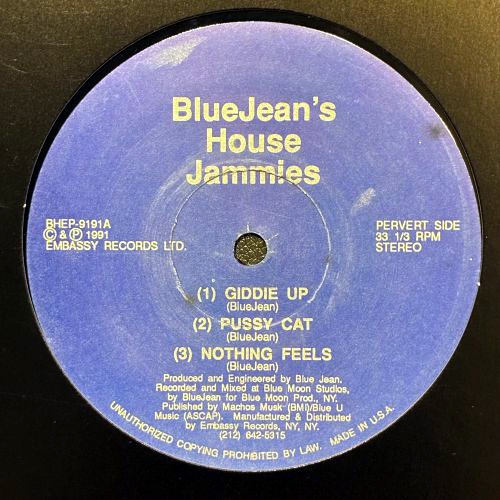 BlueJean's
House
Jammies
BHEP-9191A
© & ℗ 1991
EMBASSY RECORDS LTD.
PERVERT SIDE
33 1/3 RPM
STEREO
(1) GIDDIE UP
(BlueJean)
(2) PUSSY CAT
(BlueJean)
(3) NOTHING FEELS
(BlueJean)
Produced and Engineered by Blue Jean.
Recorded and Mixed at Blue Moon Studios,
by BlueJean for Blue Moon Prod., NY.
Published by Machos Musk (BMI)/Blue U
Music (ASCAP). Manufactured & Distributed
by Embassy Records, NY, NY.
(212) 642-5315
UNAUTHORIZED COPYING PROHIBITED BY LAW. MADE IN U.S.A.